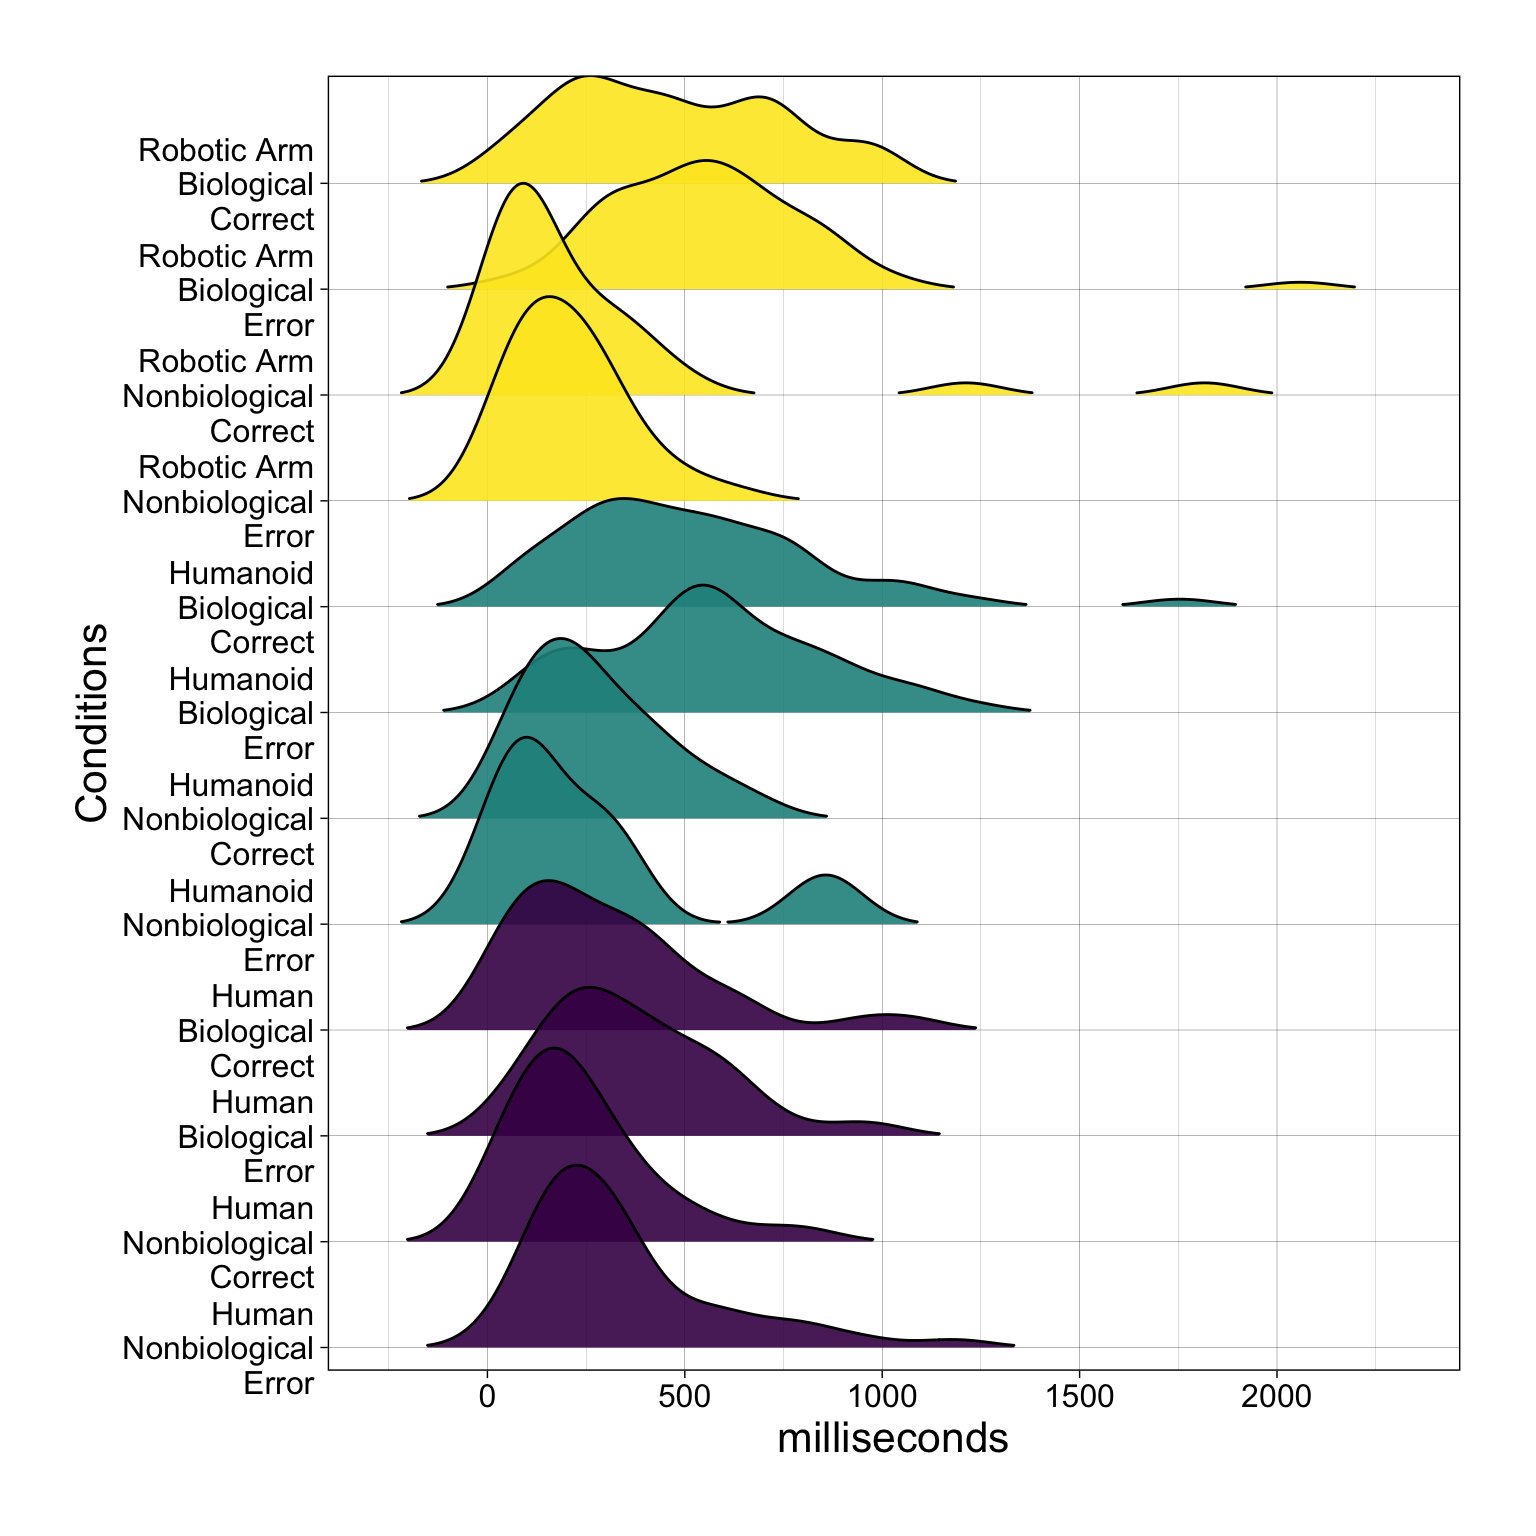 Robotic Arm
Biological
Correct
Robotic Arm
Biological
Error
Robotic Arm
Nonbiological
Correct
Robotic Arm
Nonbiological
Error
Humanoid
Biological
Correct
Humanoid
Biological
Error
Humanoid
Nonbiological
Correct
Humanoid
Nonbiological
Error
Human
Biological
Correct
Human
Biological
Error
Human
Nonbiological
Correct
Human
Nonbiological
Error
Conditions
0 500 1000 1500 2000
milliseconds